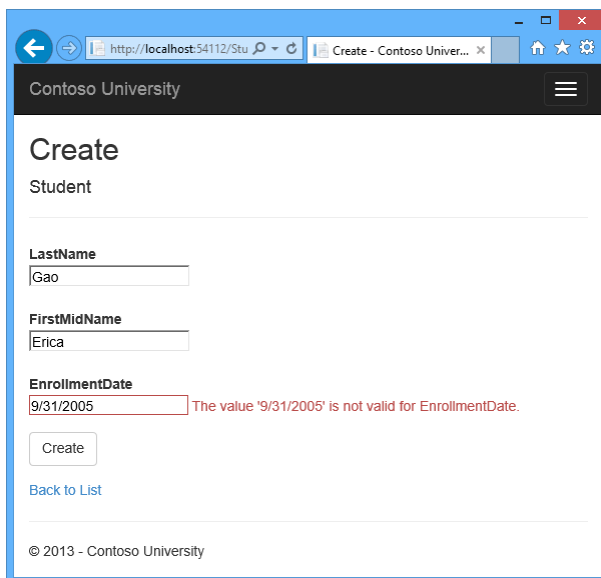 http://localhost:54112/Stu
Create - Contoso Univer...
Contoso University
Create
Student
LastName
Gao
FirstMidName
Erica
EnrollmentDate
9/31/2005 The value '9/31/2005' is not valid for EnrollmentDate.
Create
Back to List
© 2013 - Contoso University